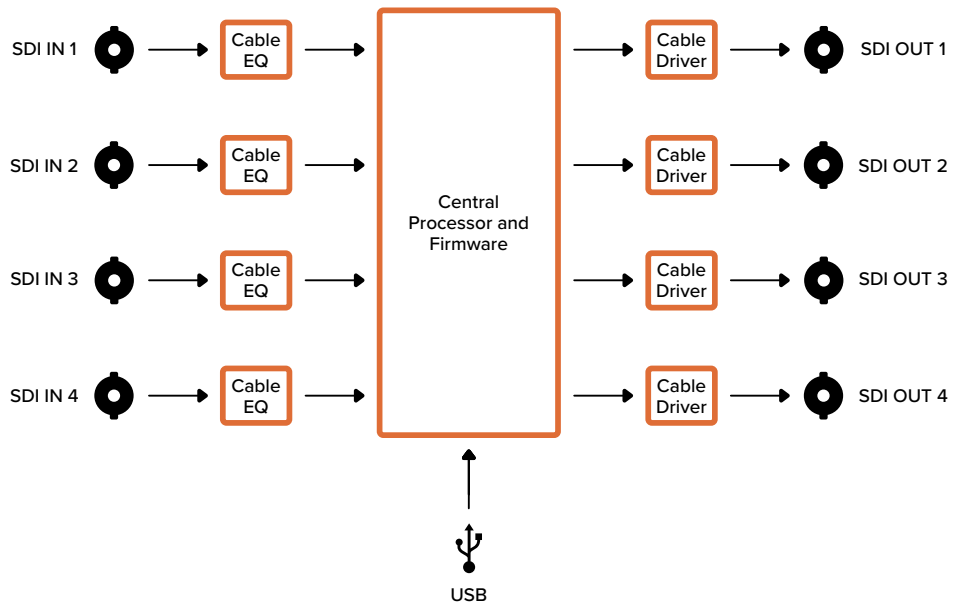 SDI IN 1
Cable
EQ
Cable
Driver
SDI OUT 1
SDI IN 2
Cable
EQ
Cable
Driver
SDI OUT 2
Central
Processor and
Firmware
SDI IN 3
Cable
EQ
Cable
Driver
SDI OUT 3
SDI IN 4
Cable
EQ
Cable
Driver
SDI OUT 4
USB